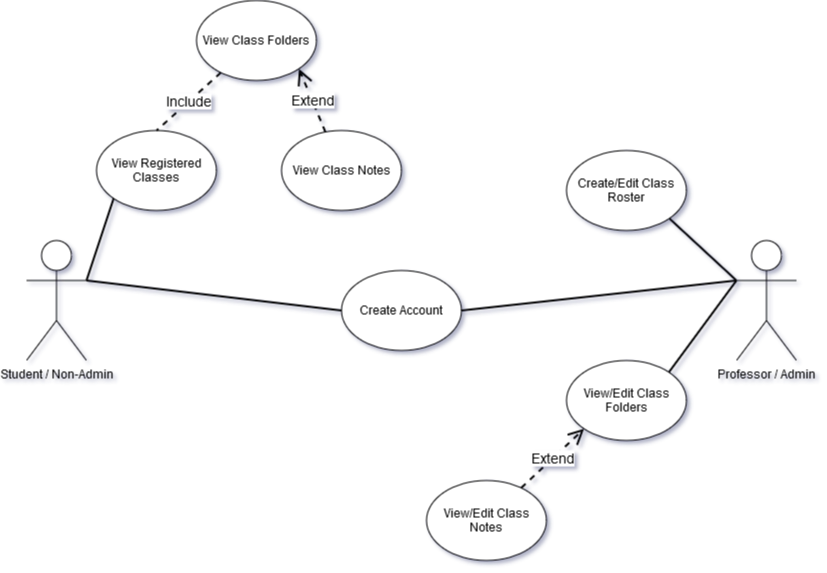 View Class Folders
Include
Extend
View Registered
Classes
View Class Notes
Create/Edit Class
Roster
Create Account
Student / Non-Admin
Professor / Admin
View/Edit Class
Folders
Extend
View/Edit Class
Notes